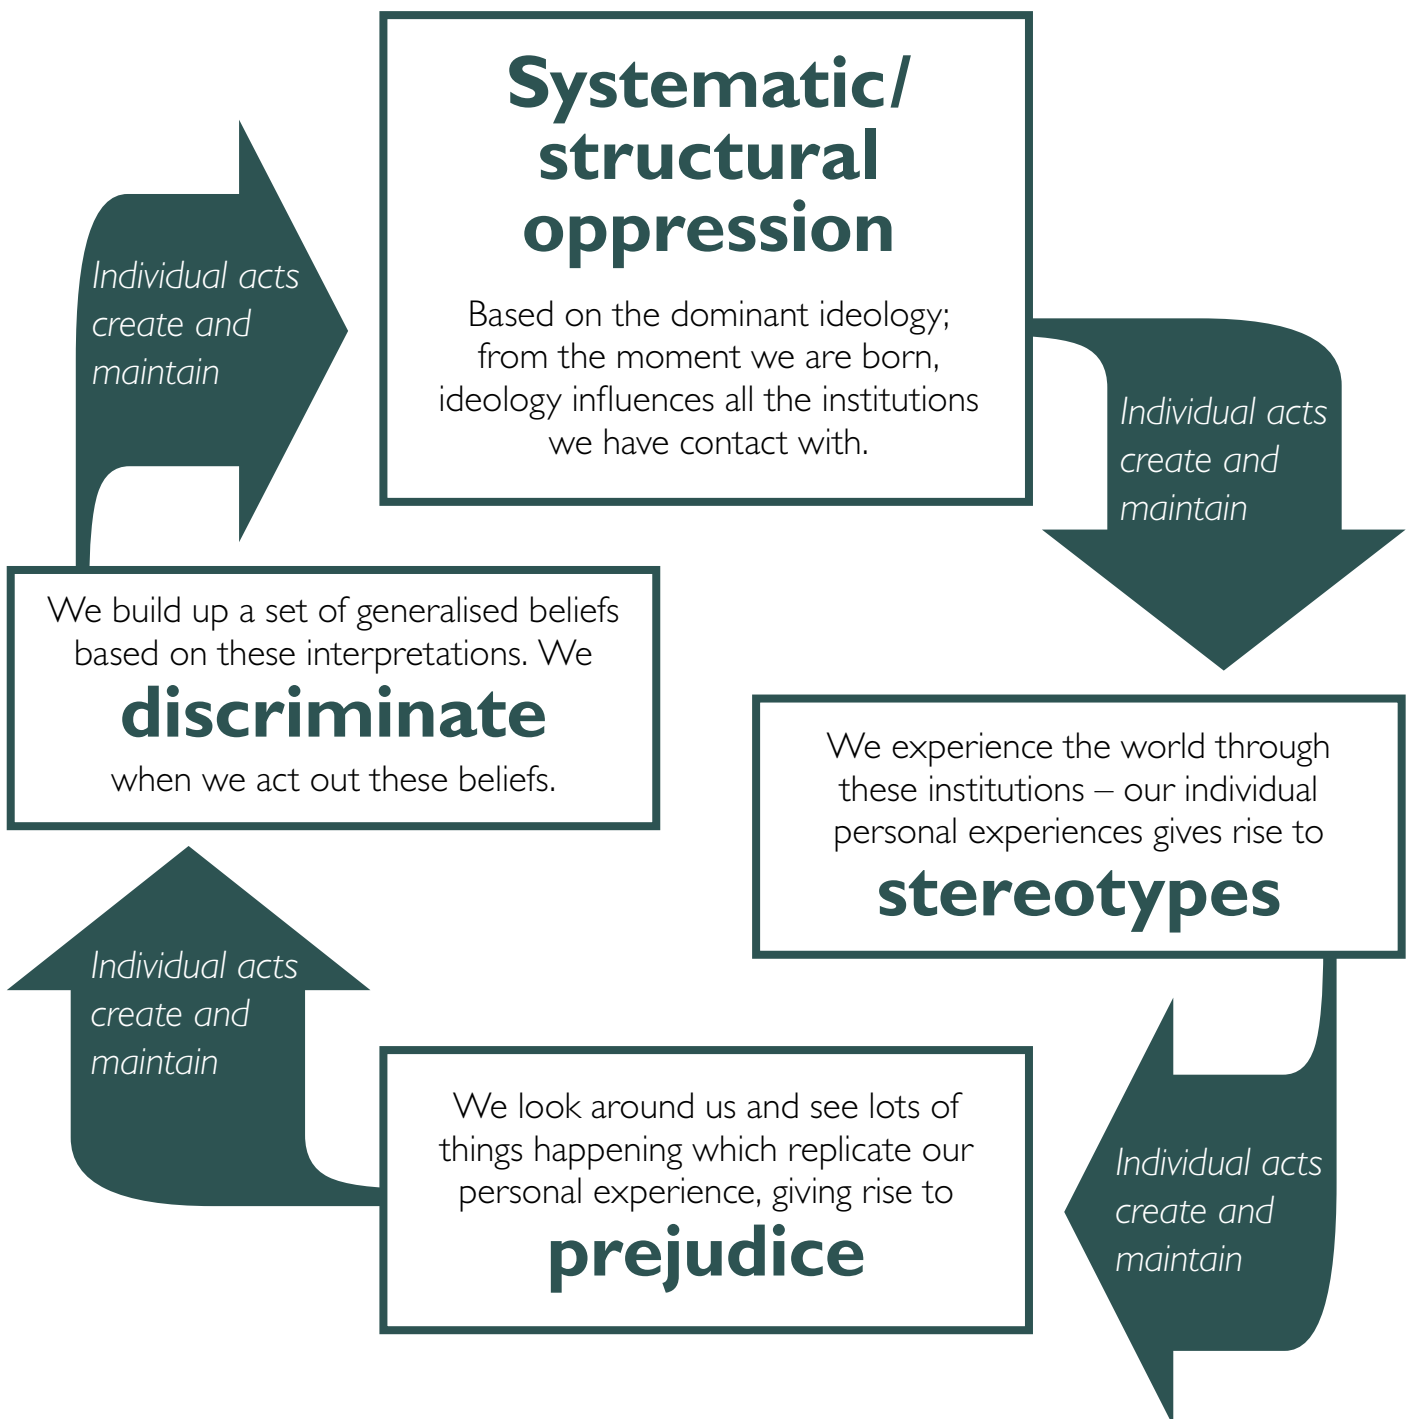 Systematic/
structural
oppression
Based on the dominant ideology;
from the moment we are born,
ideology influences all the institutions
we have contact with.
Individual acts
create and
maintain
We experience the world through
these institutions – our individual
personal experiences gives rise to
stereotypes
Individual acts
create and
maintain
We look around us and see lots of
things happening which replicate our
personal experience, giving rise to
prejudice
Individual acts
create and
maintain
We build up a set of generalised beliefs
based on these interpretations. We
discriminate
when we act out these beliefs.
Individual acts
create and
maintain